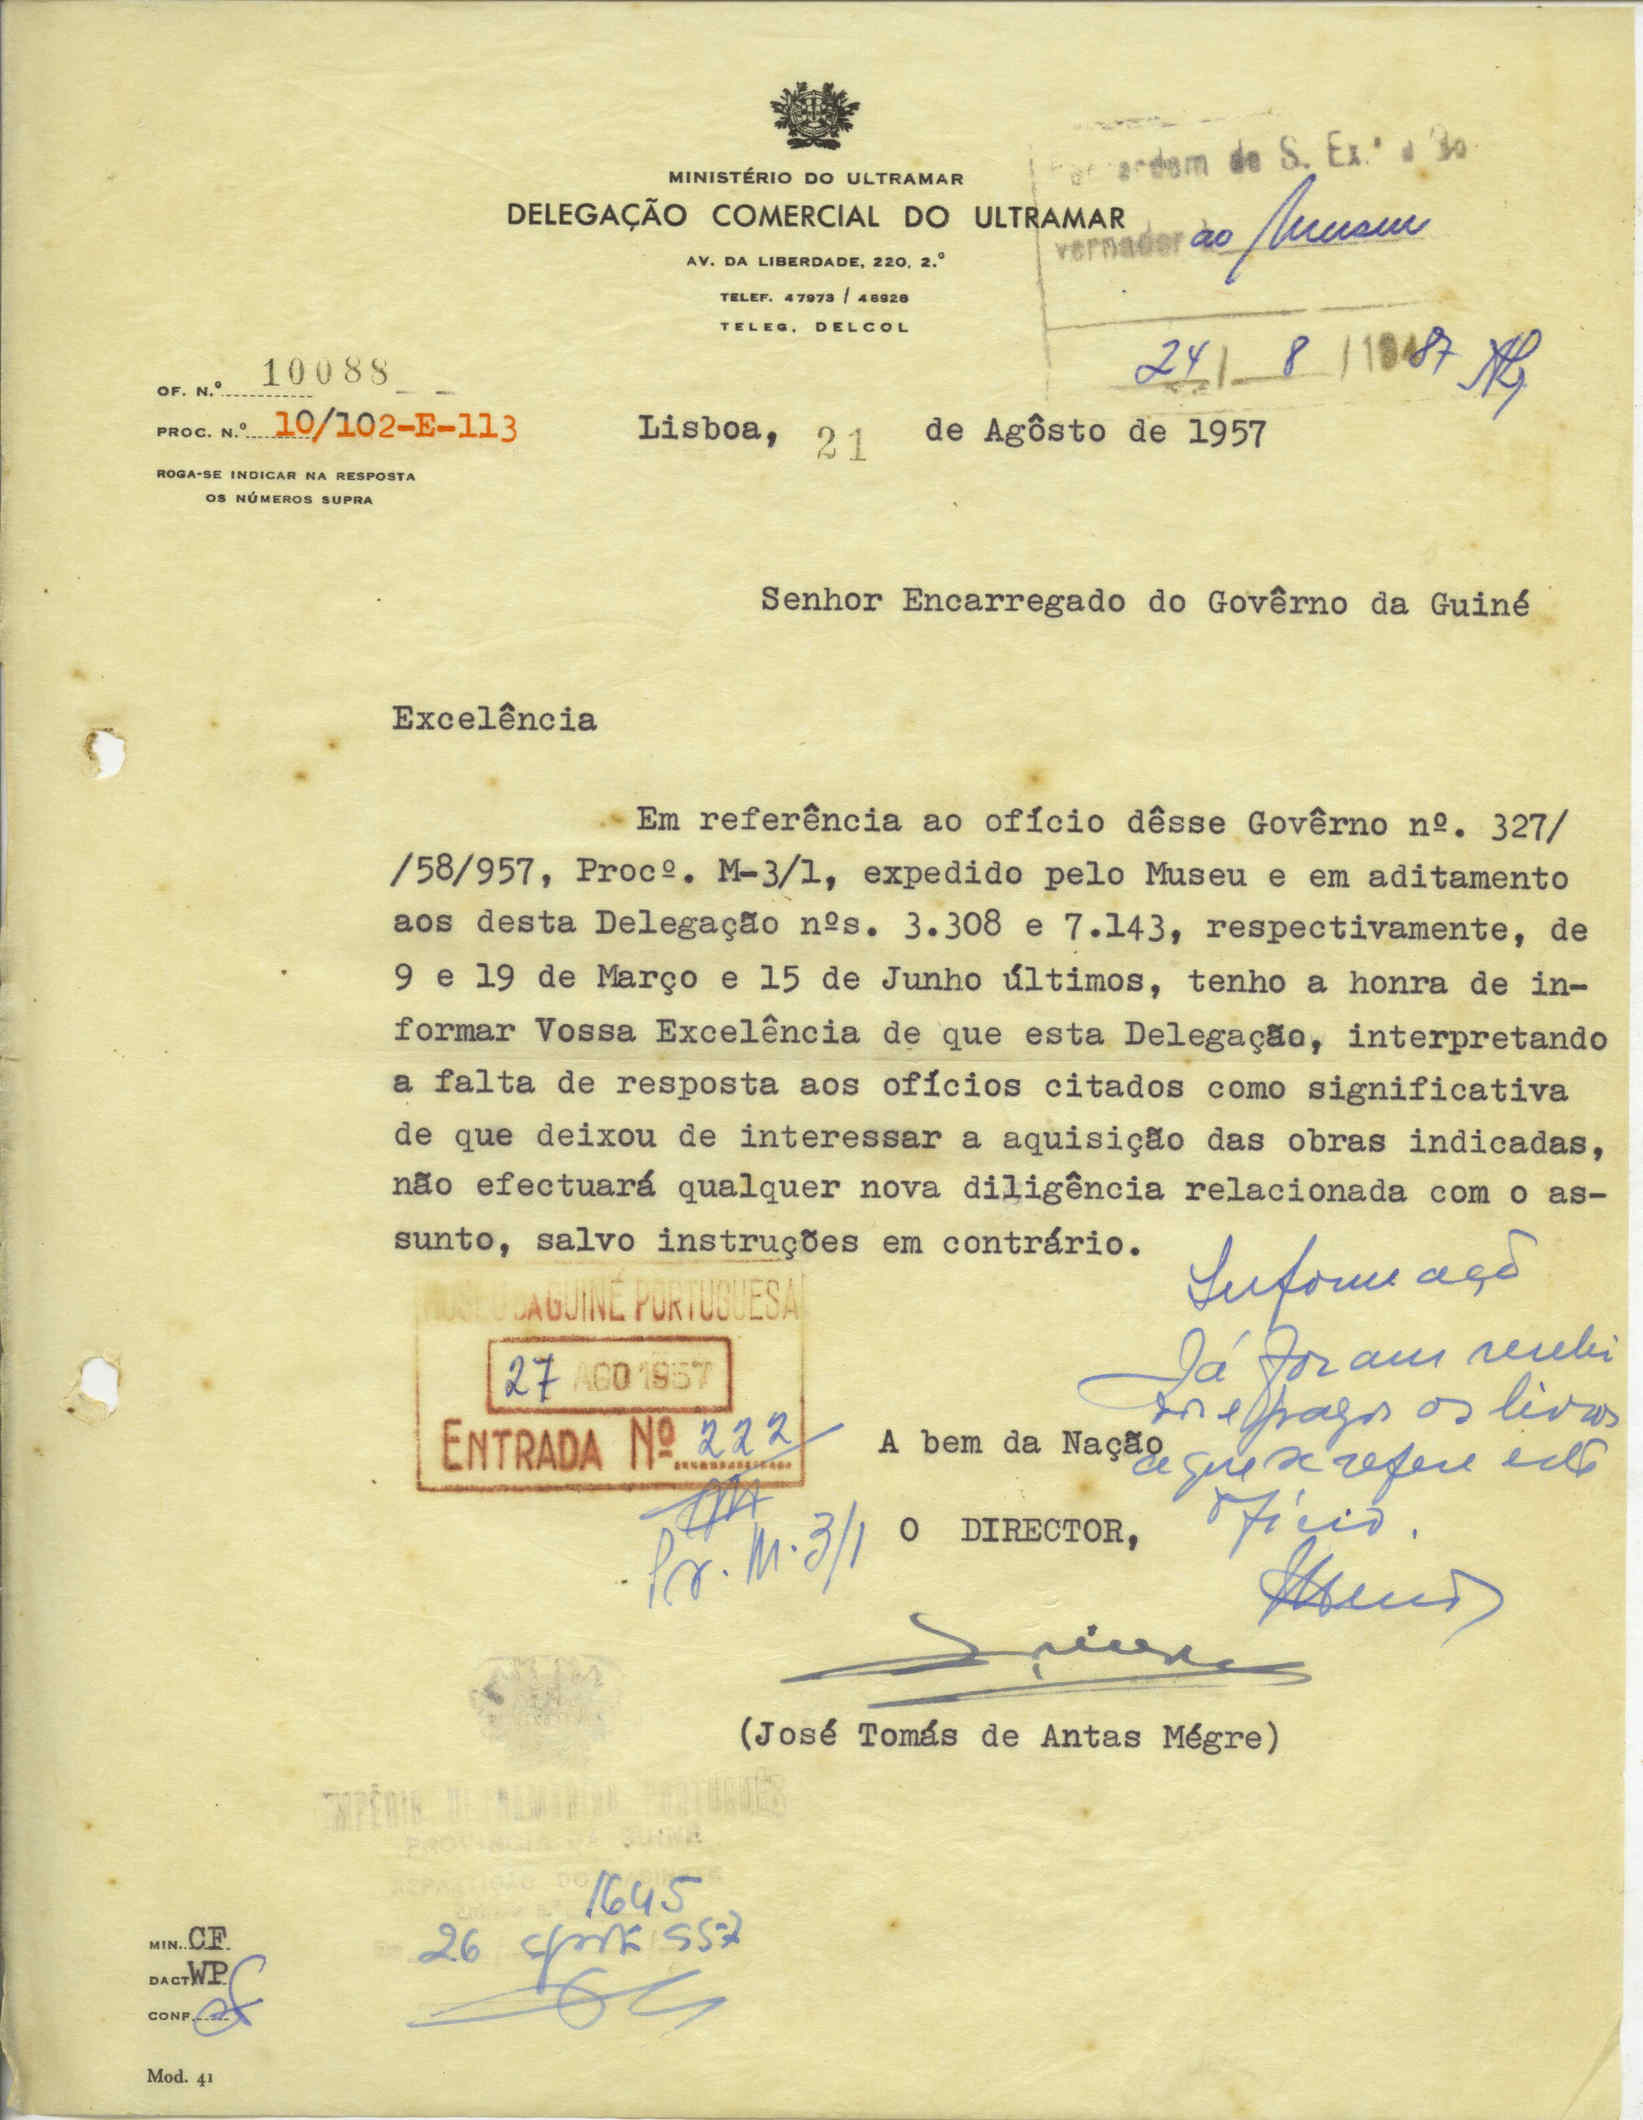 MINISTÉRIO DO ULTRAMAR
DELEGAÇÃO COMERCIAL DO ULTRAMAR
AV. DA LIBERDADE, 220, 2.º
TELEF. 47973 / 46928
TELEG. DELCOL
ordem de S. Ex.ª o Go
vernador ao Museu
24 / 8 /
OF. N.º 10088
PROC. N.º 10/102-E-113
ROGA-SE INDICAR NA RESPOSTA
OS NÚMEROS SUPRA
Lisboa, 21 de Agôsto de 1957
Senhor Encarregado do Govêrno da Guiné
Excelência
Em referência ao ofício dêsse Govêrno nº. 327/
/58/957, Procº. M-3/1, expedido pelo Museu e em aditamento
aos desta Delegação nºs. 3.308 e 7.143, respectivamente, de
9 e 19 de Março e 15 de Junho últimos, tenho a honra de in-
formar Vossa Excelência de que esta Delegação, interpretando
a falta de resposta aos ofícios citados como significativa
de que deixou de interessar a aquisição das obras indicadas,
não efectuará qualquer nova diligência relacionada com o as-
sunto, salvo instruções em contrário.
Informação
Já foram recebi
dos e pagos os livros
a que se refere este
ofício.
MUSEU DA GUINÉ PORTUGUESA
27 AGO 1957
ENTRADA Nº 222
Pr. M. 3/1
A bem da Nação
O DIRECTOR,
(José Tomás de Antas Mégre)
1645
26 957
MIN. CF
DACT. WP
CONF.
Mod. 41